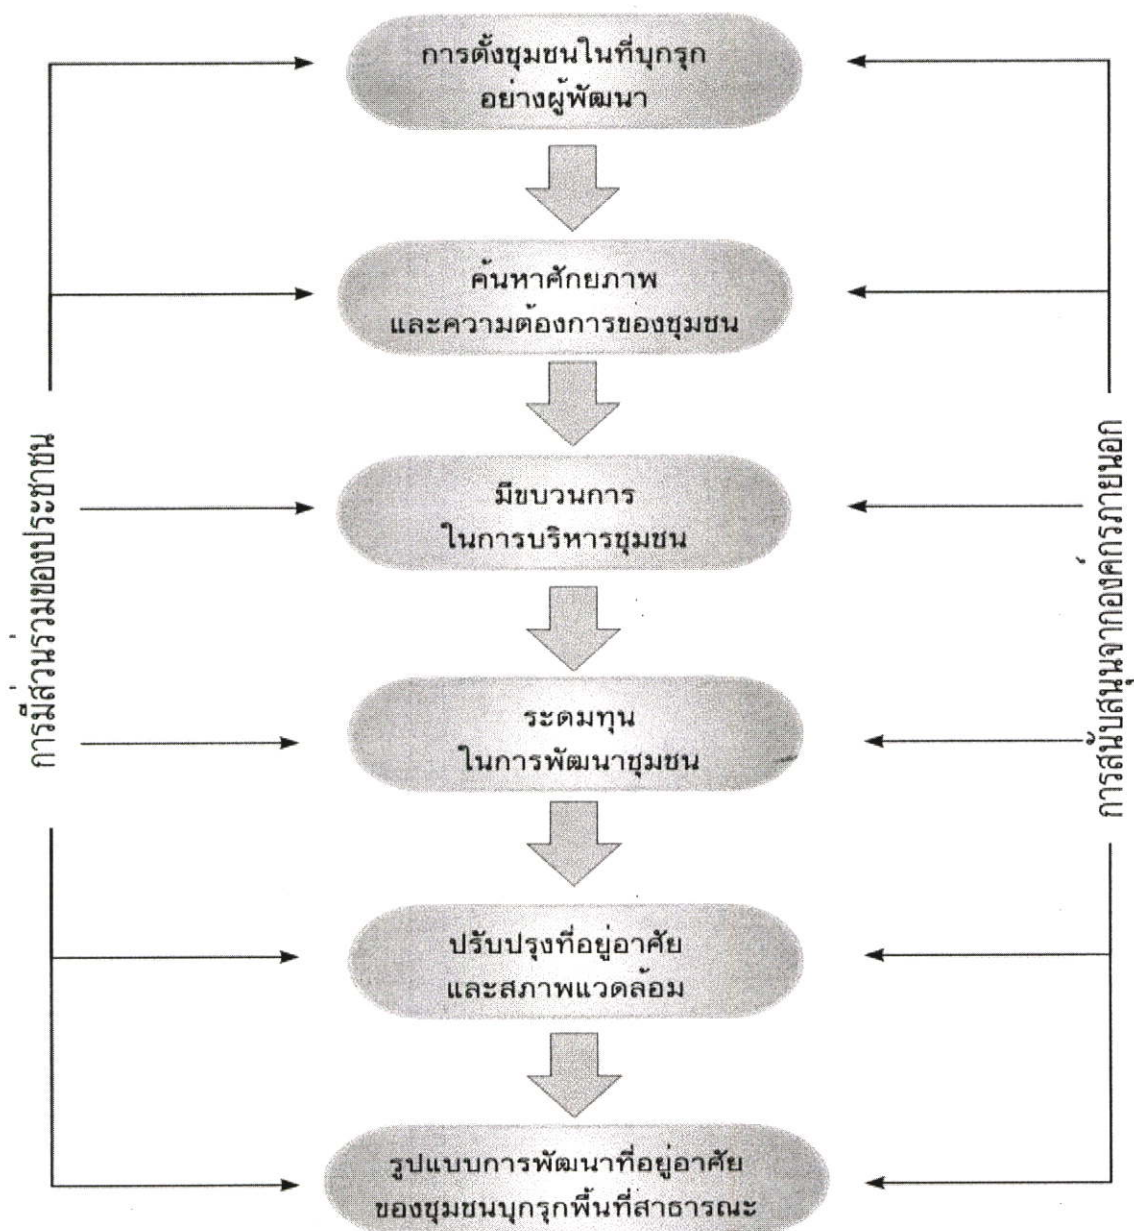 การตั้งชุมชนในที่บุกรุก
อย่างผู้พัฒนา
ค้นหาศักยภาพ
และความต้องการของชุมชน
มีขบวนการ
ในการบริหารชุมชน
ระดมทุน
ในการพัฒนาชุมชน
ปรับปรุงที่อยู่อาศัย
และสภาพแวดล้อม
รูปแบบการพัฒนาที่อยู่อาศัย
ของชุมชนบุกรุกพื้นที่สาธารณะ
การมีส่วนร่วมของประชาชน
การสนับสนุนจากองค์กรภายนอก